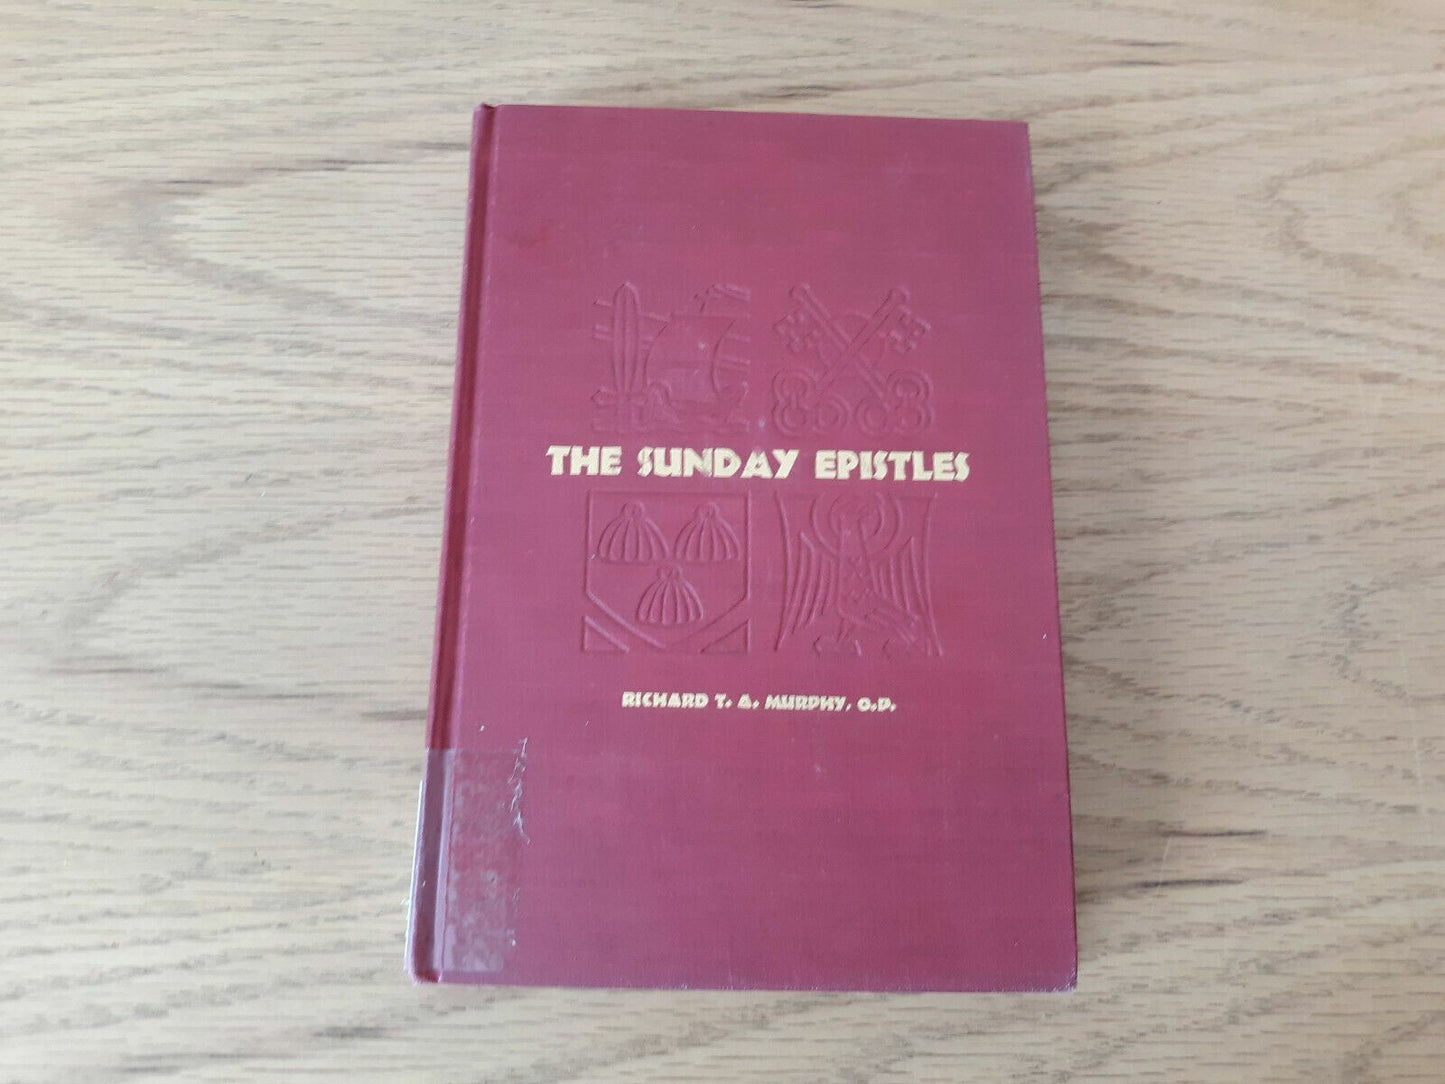 THE SUNDAY EPISTLES
RICHARD T. A. MURPHY, O.P.